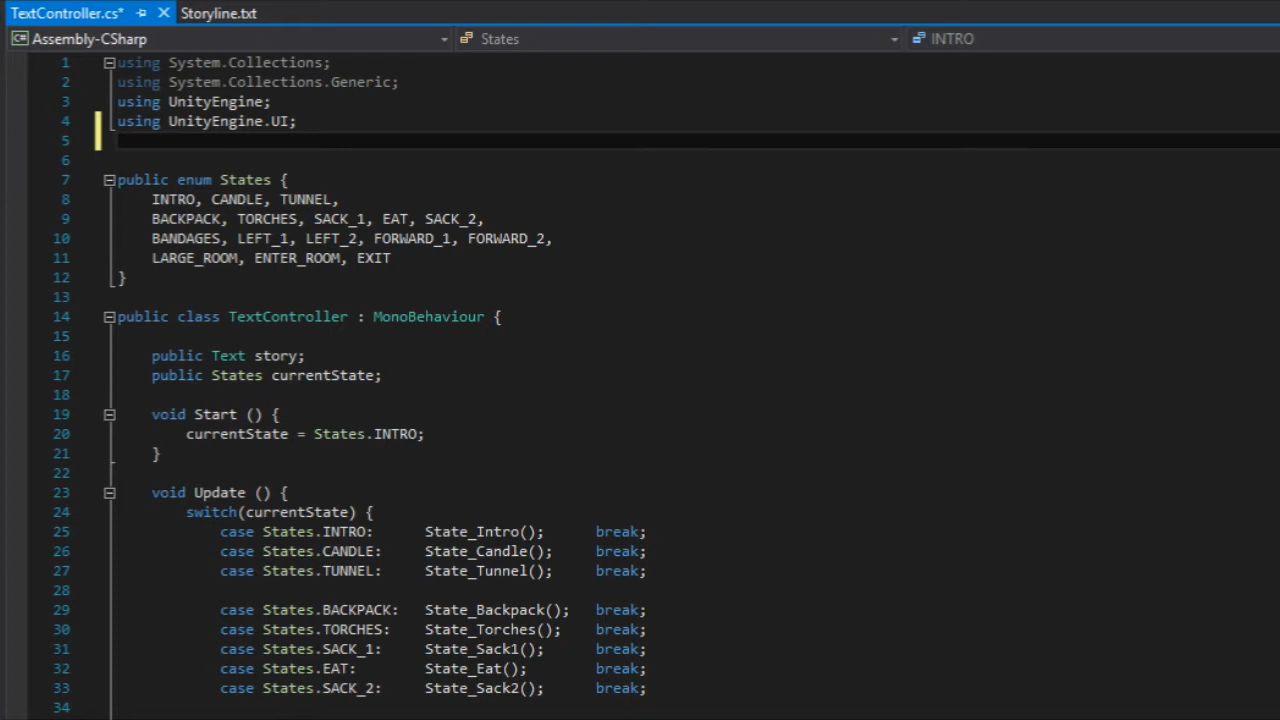 TextController.cs* Storyline.txt
Assembly-CSharp States INTRO
1 using System.Collections;
2 using System.Collections.Generic;
3 using UnityEngine;
4 using UnityEngine.UI;
5
6
7 public enum States {
8 INTRO, CANDLE, TUNNEL,
9 BACKPACK, TORCHES, SACK_1, EAT, SACK_2,
10 BANDAGES, LEFT_1, LEFT_2, FORWARD_1, FORWARD_2,
11 LARGE_ROOM, ENTER_ROOM, EXIT
12 }
13
14 public class TextController : MonoBehaviour {
15
16 public Text story;
17 public States currentState;
18
19 void Start () {
20 currentState = States.INTRO;
21 }
22
23 void Update () {
24 switch(currentState) {
25 case States.INTRO: State_Intro(); break;
26 case States.CANDLE: State_Candle(); break;
27 case States.TUNNEL: State_Tunnel(); break;
28
29 case States.BACKPACK: State_Backpack(); break;
30 case States.TORCHES: State_Torches(); break;
31 case States.SACK_1: State_Sack1(); break;
32 case States.EAT: State_Eat(); break;
33 case States.SACK_2: State_Sack2(); break;
34